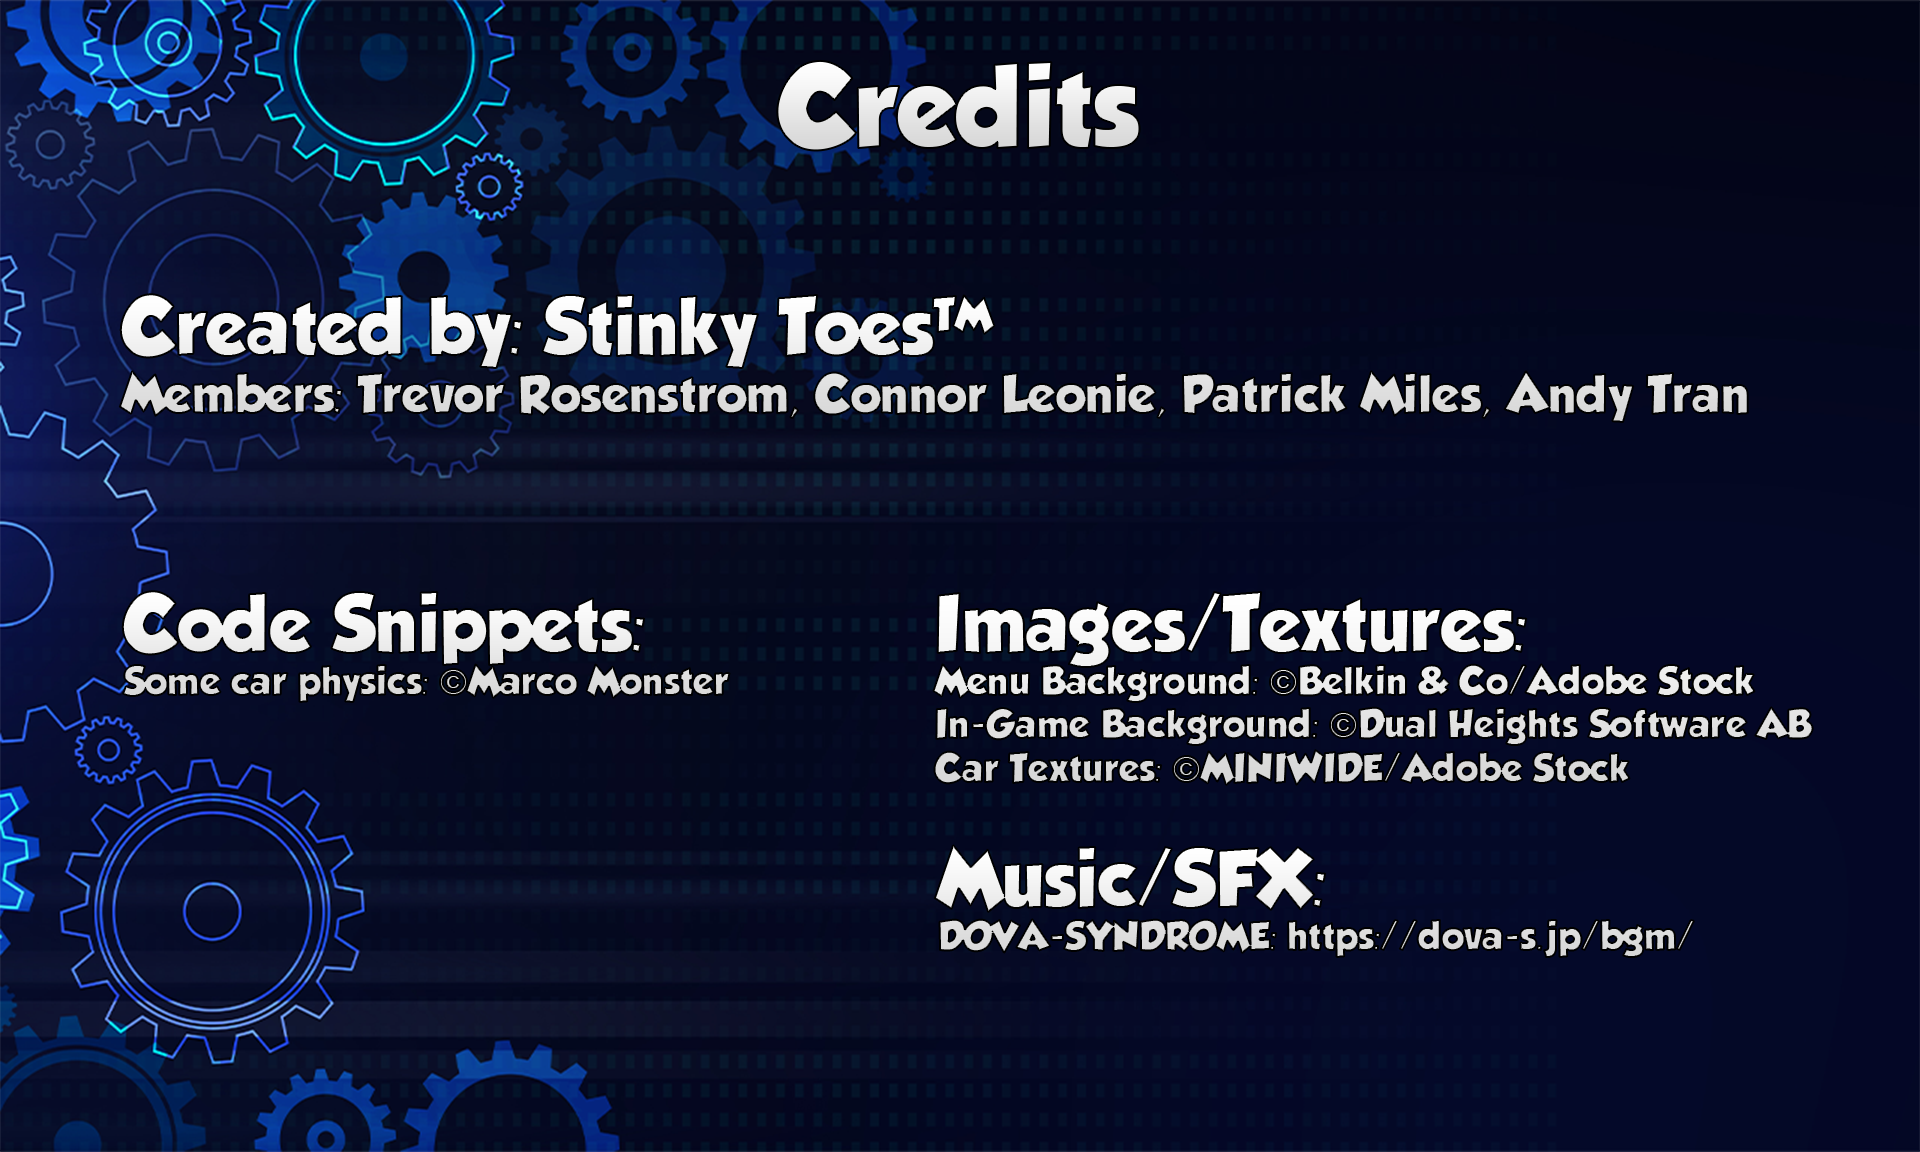 Credits
Created by: Stinky Toes™
Members: Trevor Rosenstrom, Connor Leonie, Patrick Miles, Andy Tran
Code Snippets:
Some car physics: ©Marco Monster
Images/Textures:
Menu Background: ©Belkin & Co/Adobe Stock
In-Game Background: ©Dual Heights Software AB
Car Textures: ©MINIWIDE/Adobe Stock
Music/SFX:
DOVA-SYNDROME: https://dova-s.jp/bgm/